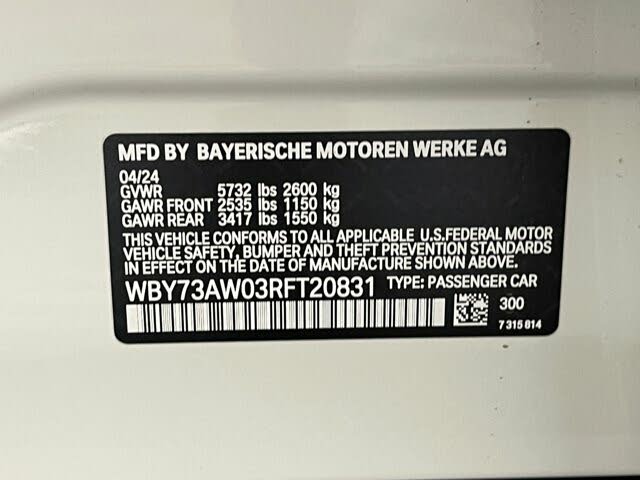 MFD BY BAYERISCHE MOTOREN WERKE AG
04/24
GVWR 5732 lbs 2600 kg
GAWR FRONT 2535 lbs 1150 kg
GAWR REAR 3417 lbs 1550 kg
THIS VEHICLE CONFORMS TO ALL APPLICABLE U.S.FEDERAL MOTOR
VEHICLE SAFETY, BUMPER AND THEFT PREVENTION STANDARDS
IN EFFECT ON THE DATE OF MANUFACTURE SHOWN ABOVE.
WBY73AW03RFT20831 TYPE: PASSENGER CAR
300
7 315 814